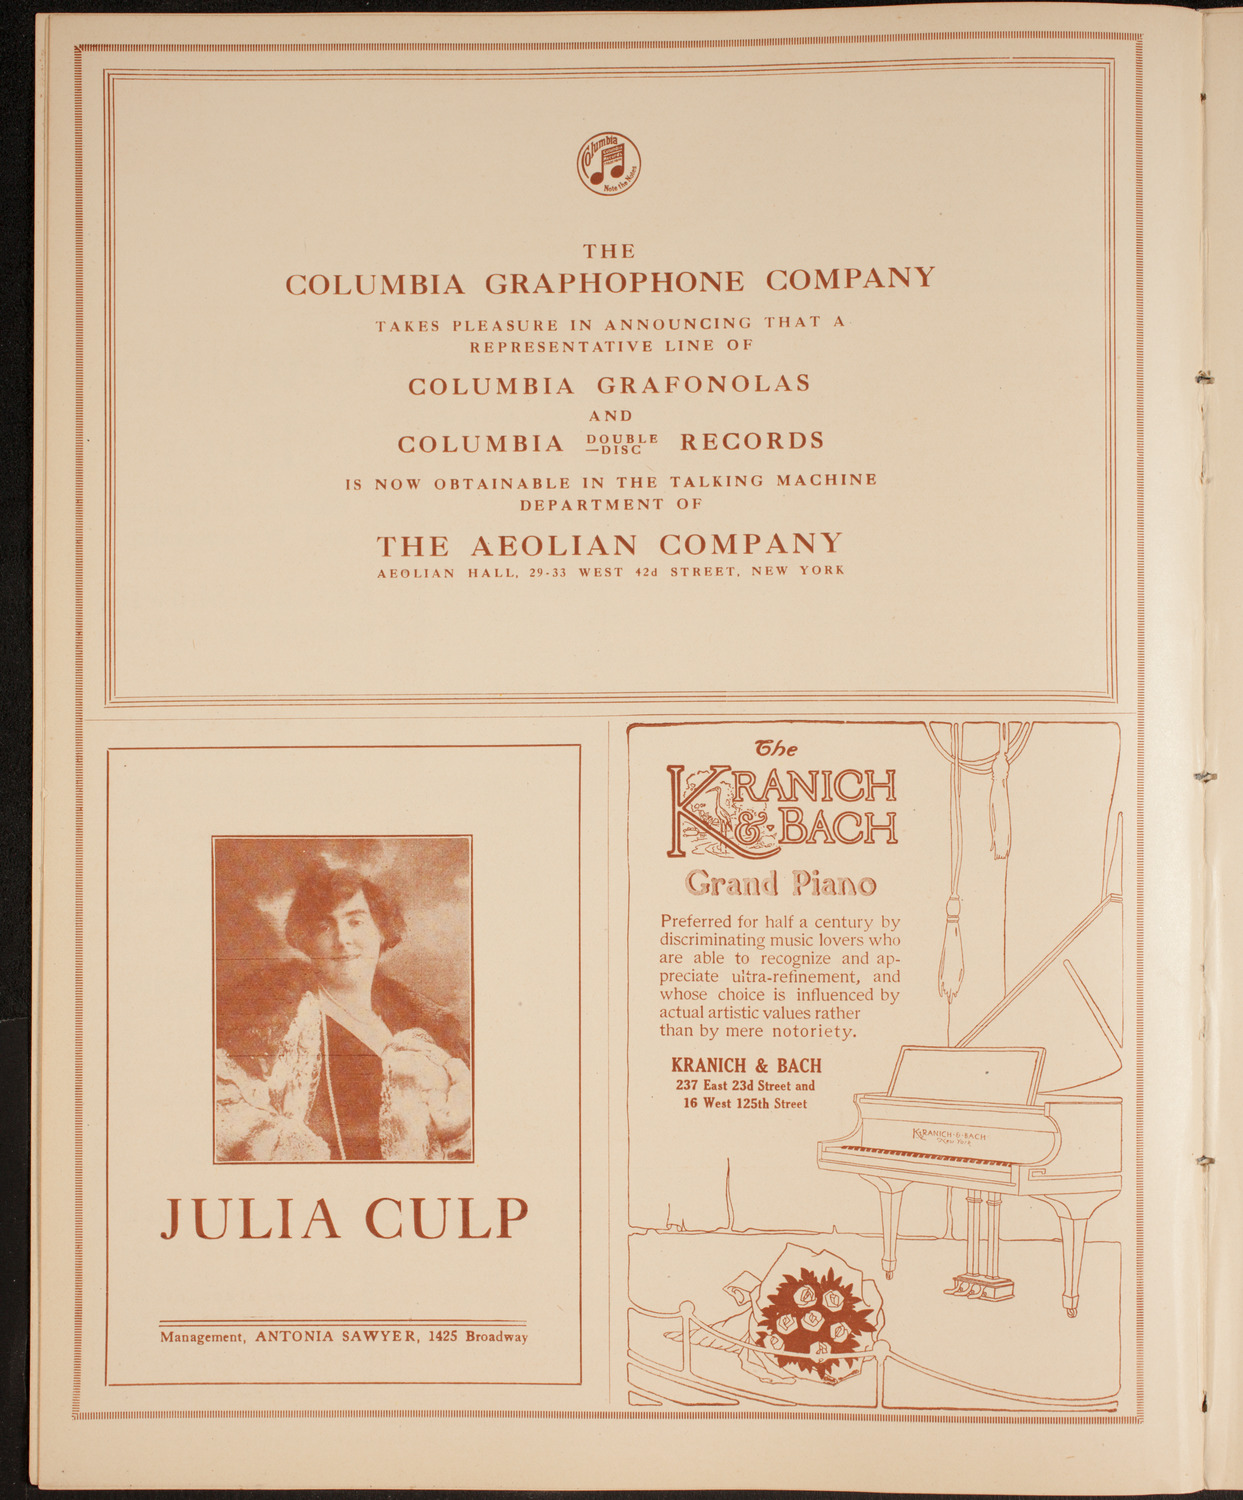 Columbia
Note the Notes
THE
COLUMBIA GRAPHOPHONE COMPANY
TAKES PLEASURE IN ANNOUNCING THAT A
REPRESENTATIVE LINE OF
COLUMBIA GRAFONOLAS
AND
COLUMBIA DOUBLE-DISC RECORDS
IS NOW OBTAINABLE IN THE TALKING MACHINE
DEPARTMENT OF
THE AEOLIAN COMPANY
AEOLIAN HALL, 29-33 WEST 42d STREET, NEW YORK
JULIA CULP
Management, ANTONIA SAWYER, 1425 Broadway
The
KRANICH
& BACH
Grand Piano
Preferred for half a century by
discriminating music lovers who
are able to recognize and ap-
preciate ultra-refinement, and
whose choice is influenced by
actual artistic values rather
than by mere notoriety.
KRANICH & BACH
237 East 23d Street and
16 West 125th Street
KRANICH & BACH
New York